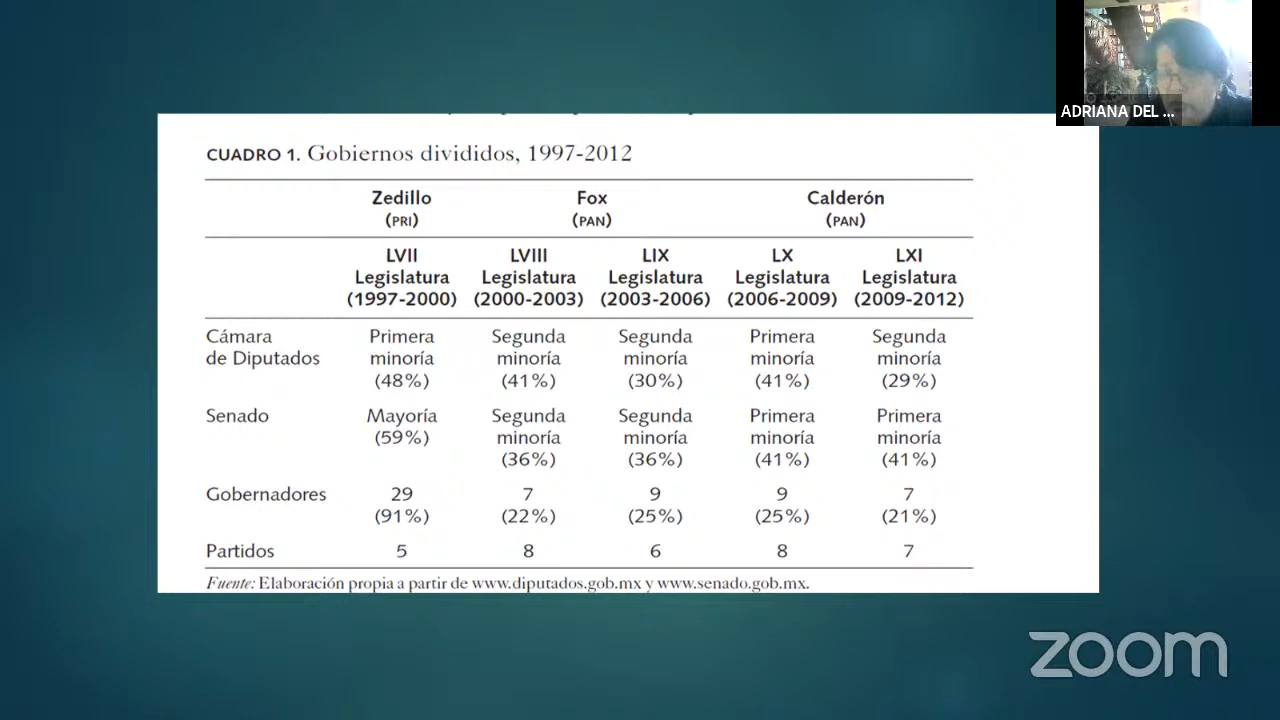 ADRIANA DEL ...
CUADRO 1. Gobiernos divididos, 1997-2012
Zedillo Fox Calderón
(PRI) (PAN) (PAN)
LVII LVIII LIX LX LXI
Legislatura Legislatura Legislatura Legislatura Legislatura
(1997-2000) (2000-2003) (2003-2006) (2006-2009) (2009-2012)
Cámara Primera Segunda Segunda Primera Segunda
de Diputados minoría minoría minoría minoría minoría
(48%) (41%) (30%) (41%) (29%)
Senado Mayoría Segunda Segunda Primera Primera
(59%) minoría minoría minoría minoría
(36%) (36%) (41%) (41%)
Gobernadores 29 7 9 9 7
(91%) (22%) (25%) (25%) (21%)
Partidos 5 8 6 8 7
Fuente: Elaboración propia a partir de www.diputados.gob.mx y www.senado.gob.mx.
zoom